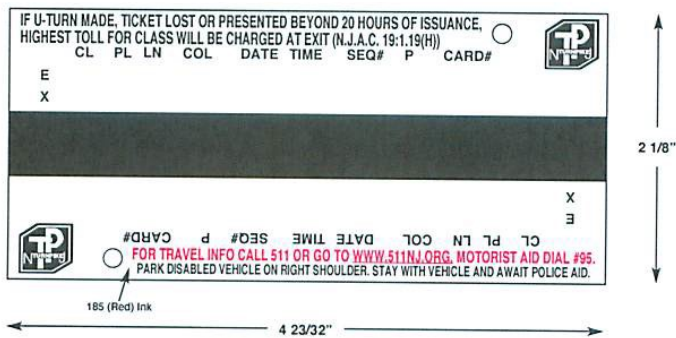 IF U-TURN MADE, TICKET LOST OR PRESENTED BEYOND 20 HOURS OF ISSUANCE,
HIGHEST TOLL FOR CLASS WILL BE CHARGED AT EXIT (N.J.A.C. 19:1.19(H))
CL PL LN COL DATE TIME SEQ# P CARD#
E
X
2 1/8"
X
E
CL PL LN COL DATE TIME SEQ# P CARD#
FOR TRAVEL INFO CALL 511 OR GO TO WWW.511NJ.ORG, MOTORIST AID DIAL #95.
PARK DISABLED VEHICLE ON RIGHT SHOULDER. STAY WITH VEHICLE AND AWAIT POLICE AID.
185 (Red) Ink
4 23/32"